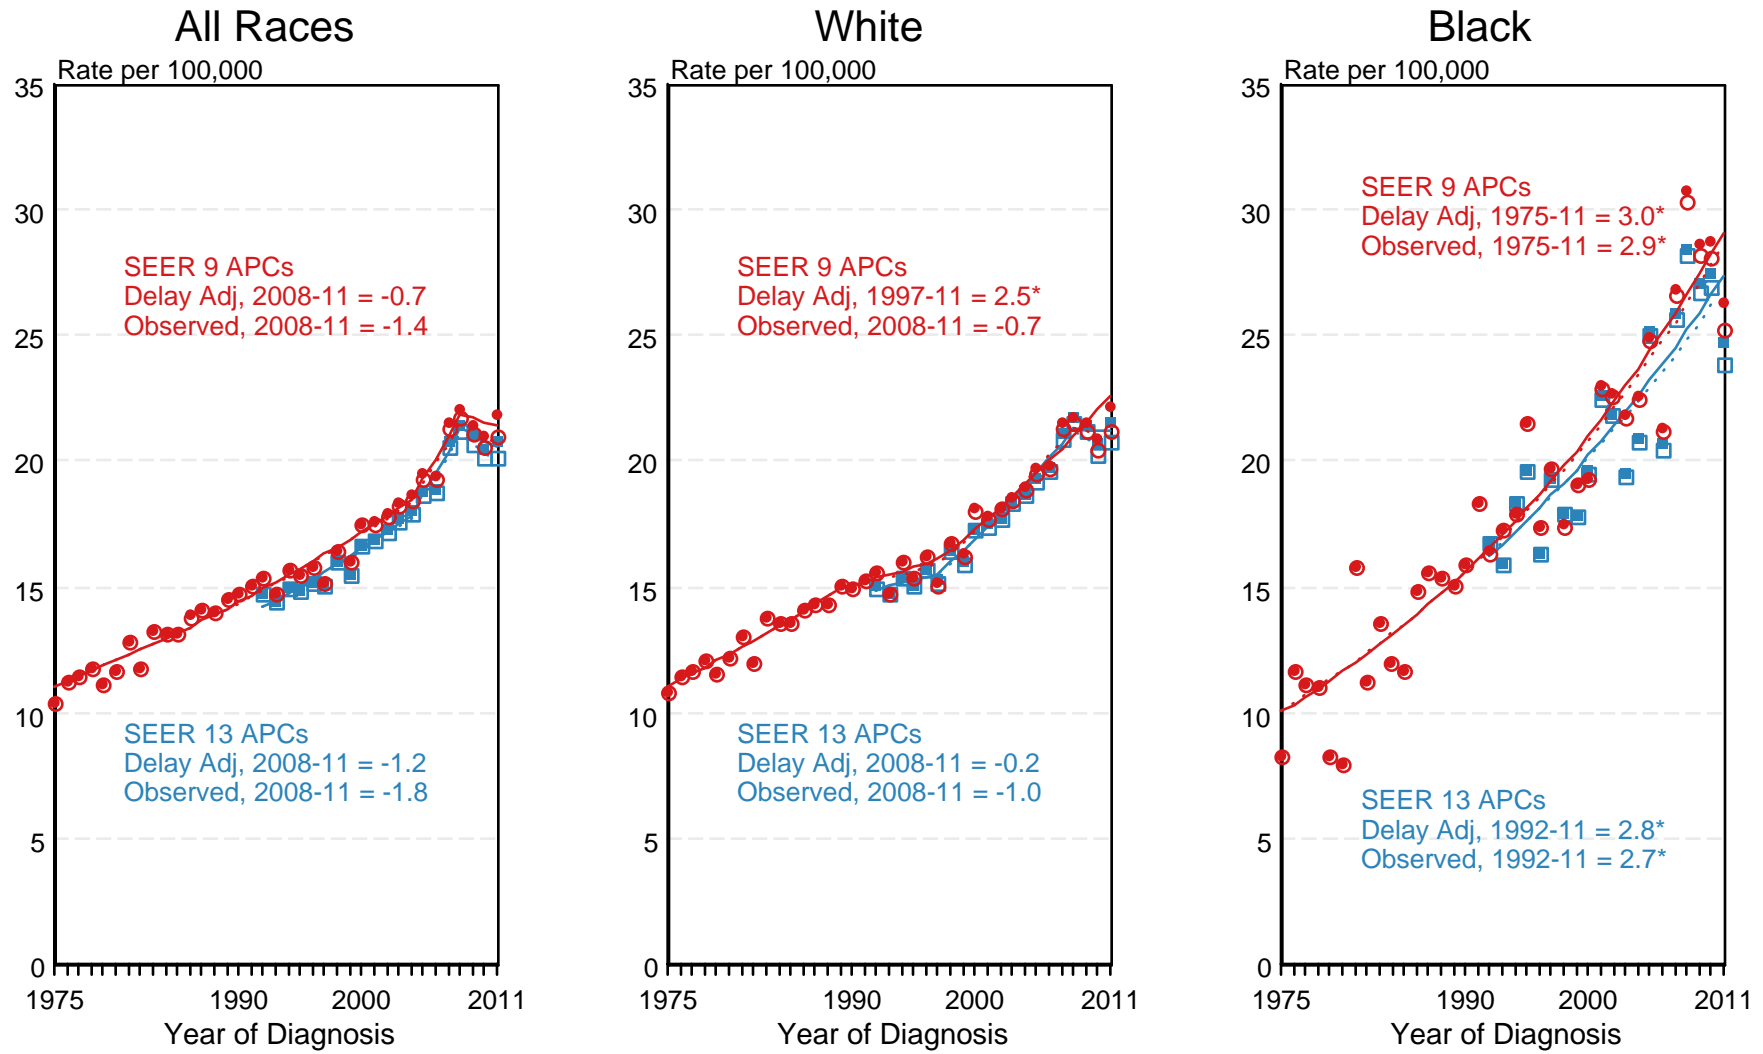 All Races
Rate per 100,000
35
30
25
20
15
10
5
0
SEER 9 APCs
Delay Adj, 2008-11 = -0.7
Observed, 2008-11 = -1.4
SEER 13 APCs
Delay Adj, 2008-11 = -1.2
Observed, 2008-11 = -1.8
1975 1990 2000 2011
Year of Diagnosis
White
Rate per 100,000
35
30
25
20
15
10
5
0
SEER 9 APCs
Delay Adj, 1997-11 = 2.5*
Observed, 2008-11 = -0.7
SEER 13 APCs
Delay Adj, 2008-11 = -0.2
Observed, 2008-11 = -1.0
1975 1990 2000 2011
Year of Diagnosis
Black
Rate per 100,000
35
30
25
20
15
10
5
0
SEER 9 APCs
Delay Adj, 1975-11 = 3.0*
Observed, 1975-11 = 2.9*
SEER 13 APCs
Delay Adj, 1992-11 = 2.8*
Observed, 1992-11 = 2.7*
1975 1990 2000 2011
Year of Diagnosis